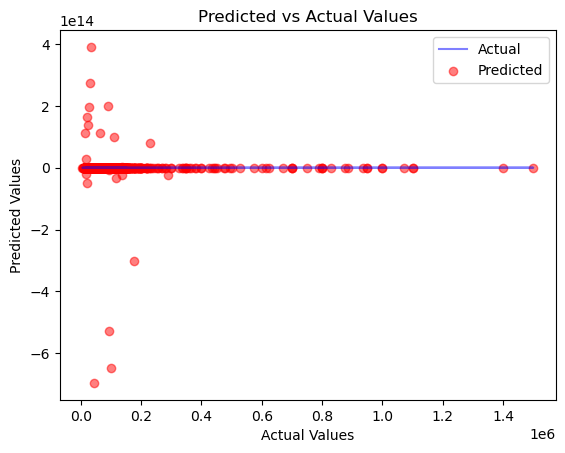 Predicted vs Actual Values
1e14
4
2
0
−2
−4
−6
Predicted Values
Actual
Predicted
0.0 0.2 0.4 0.6 0.8 1.0 1.2 1.4
1e6
Actual Values